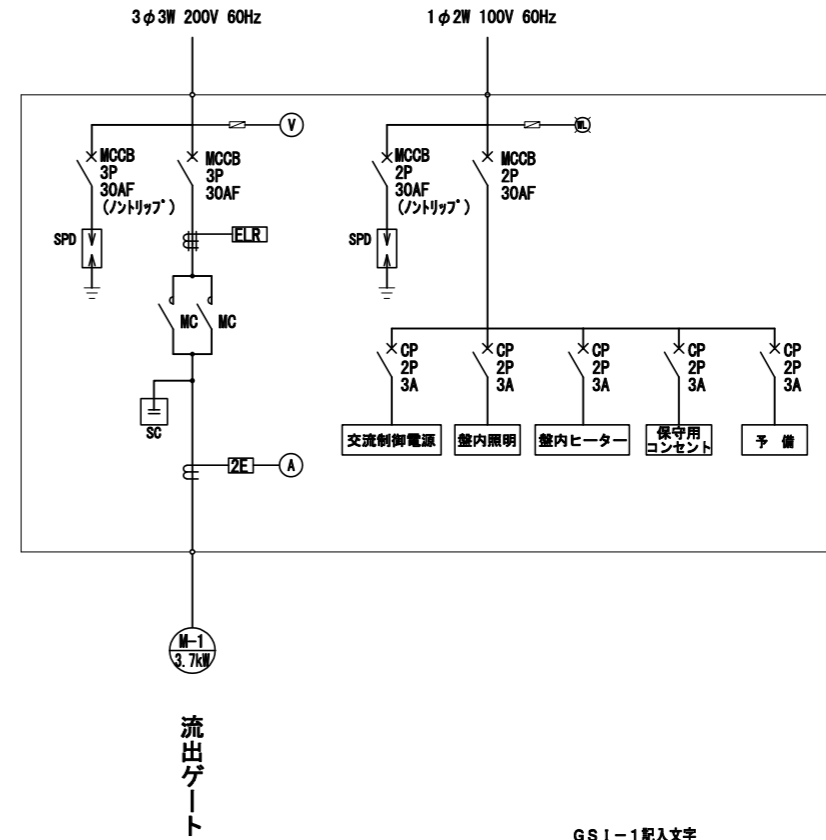 3φ3W 200V 60Hz
1φ2W 100V 60Hz
V
WL
MCCB
3P
30AF
(ノントリップ)
MCCB
3P
30AF
MCCB
2P
30AF
(ノントリップ)
MCCB
2P
30AF
SPD
ELR
SPD
MC
MC
CP
2P
3A
CP
2P
3A
CP
2P
3A
CP
2P
3A
CP
2P
3A
SC
交流制御電源
盤内照明
盤内ヒーター
保守用
コンセント
予 備
2E
A
M-1
3.7kW
流出ゲート
GSI-1記入文字